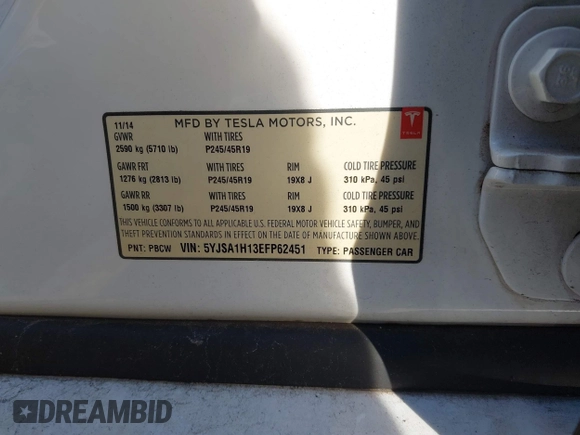 11/14 MFD BY TESLA MOTORS, INC.
GVWR WITH TIRES
2590 kg (5710 lb) P245/45R19
GAWR FRT WITH TIRES RIM COLD TIRE PRESSURE
1276 kg (2813 lb) P245/45R19 19X8 J 310 kPa, 45 psi
GAWR RR WITH TIRES RIM COLD TIRE PRESSURE
1500 kg (3307 lb) P245/45R19 19X8 J 310 kPa, 45 psi
THIS VEHICLE CONFORMS TO ALL APPLICABLE U.S. FEDERAL MOTOR VEHICLE SAFETY, BUMPER, AND
THEFT PREVENTION STANDARDS IN EFFECT ON THE DATE OF MANUFACTURE SHOWN ABOVE.
PNT: PBCW VIN: 5YJSA1H13EFP62451 TYPE: PASSENGER CAR
TESLA
DREAMBID